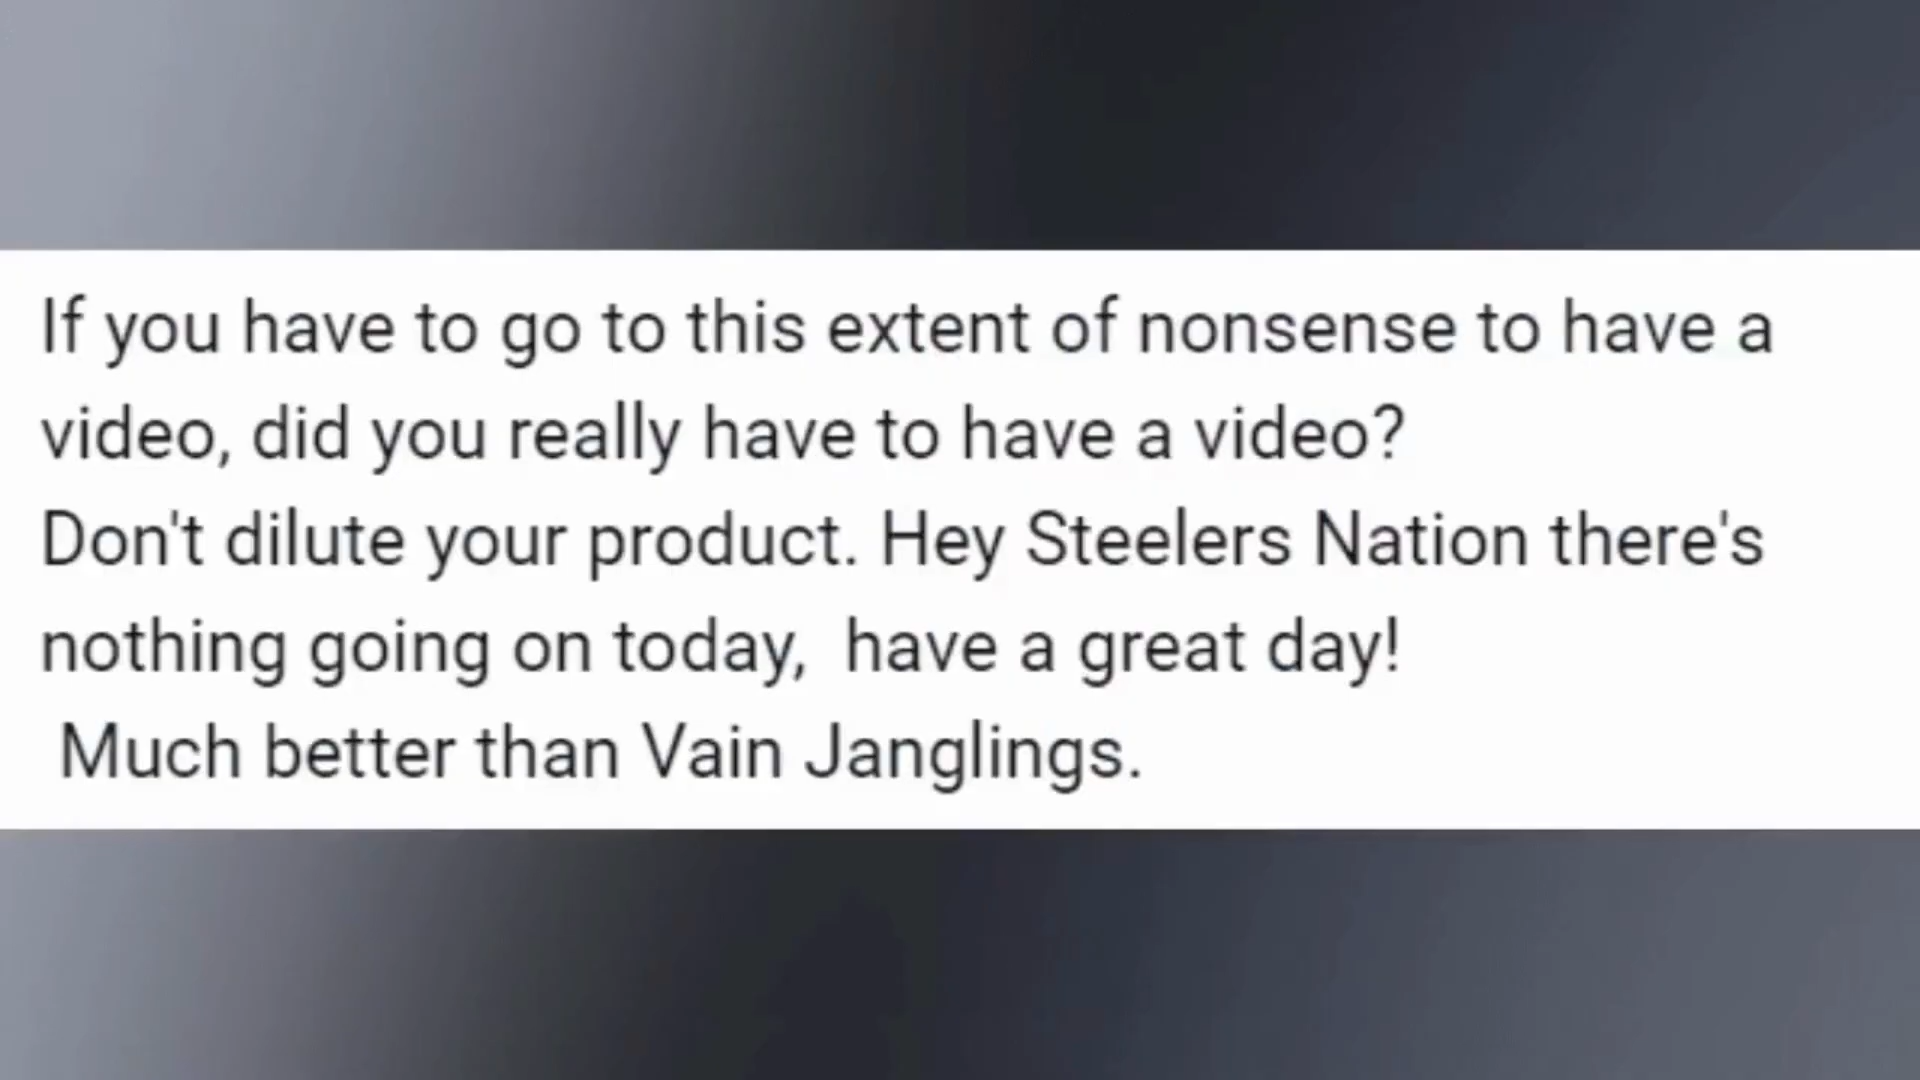 If you have to go to this extent of nonsense to have a
video, did you really have to have a video?
Don't dilute your product. Hey Steelers Nation there's
nothing going on today,  have a great day!
Much better than Vain Janglings.